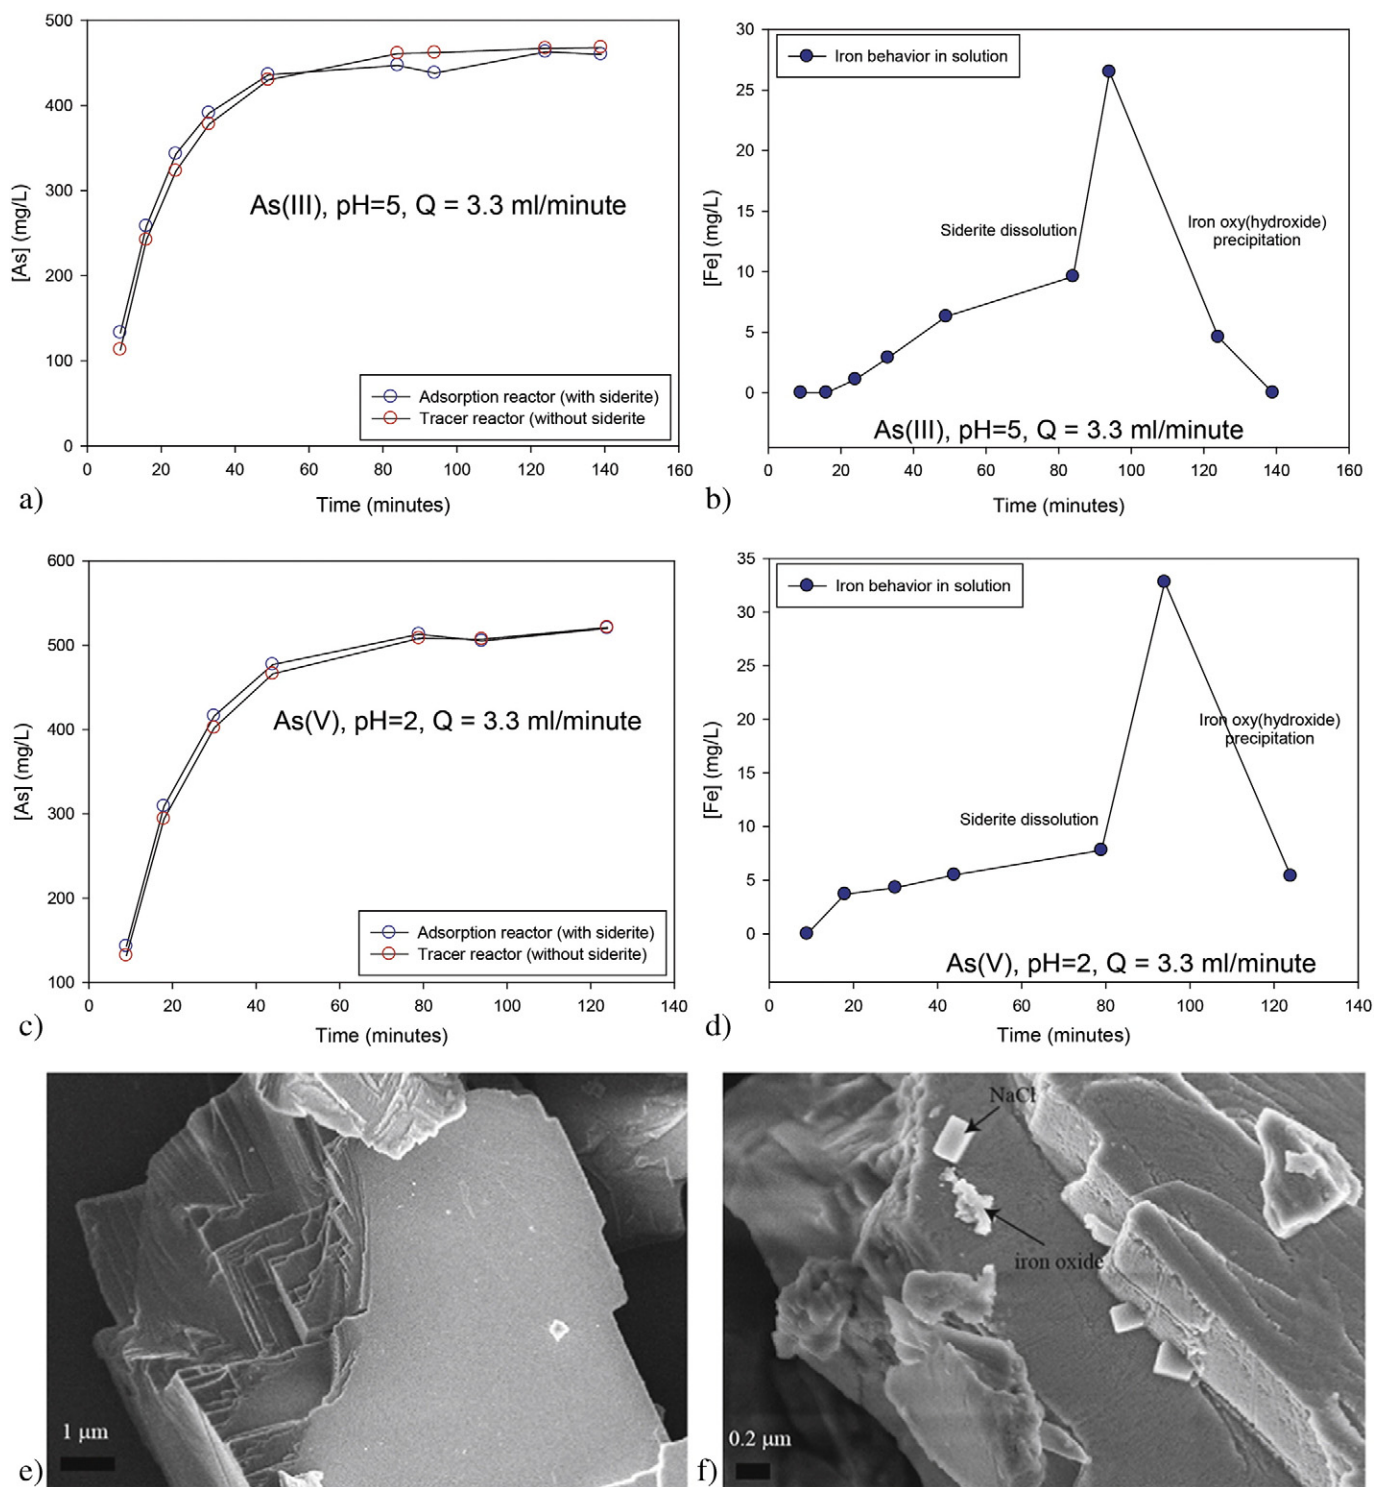 500
400
300
200
100
0
[As] (mg/L)
As(III), pH=5, Q = 3.3 ml/minute
Adsorption reactor (with siderite)
Tracer reactor (without siderite
0 20 40 60 80 100 120 140 160
Time (minutes)
a)
30
25
20
15
10
5
0
[Fe] (mg/L)
Iron behavior in solution
Siderite dissolution
Iron oxy(hydroxide)
precipitation
As(III), pH=5, Q = 3.3 ml/minute
0 20 40 60 80 100 120 140 160
Time (minutes)
b)
600
500
400
300
200
100
[As] (mg/L)
As(V), pH=2, Q = 3.3 ml/minute
Adsorption reactor (with siderite)
Tracer reactor (without siderite)
0 20 40 60 80 100 120 140
Time (minutes)
c)
35
30
25
20
15
10
5
0
[Fe] (mg/L)
Iron behavior in solution
Iron oxy(hydroxide)
precipitation
Siderite dissolution
As(V), pH=2, Q = 3.3 ml/minute
0 20 40 60 80 100 120 140
Time (minutes)
d)
1 μm
e)
NaCl
iron oxide
0.2 μm
f)